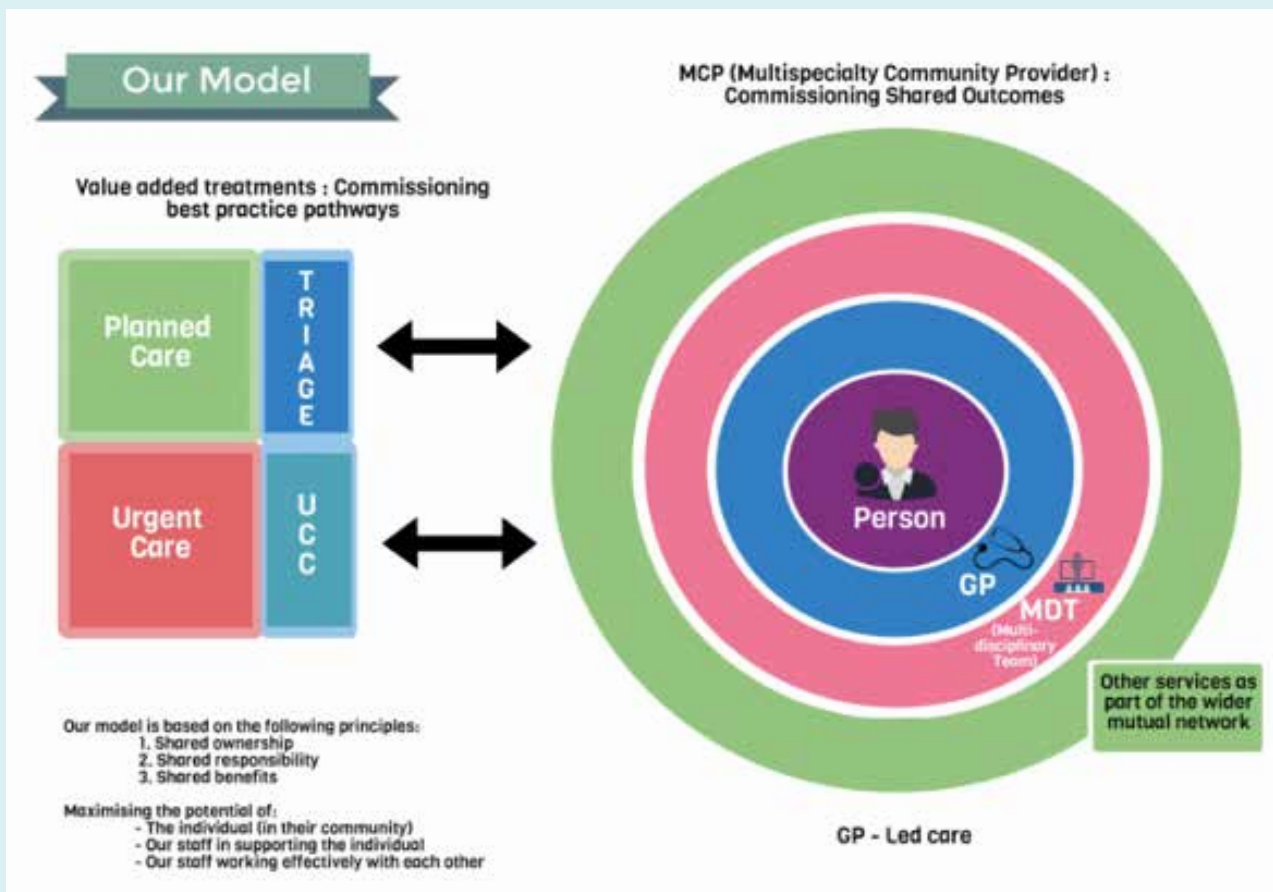 Our Model
MCP (Multispecialty Community Provider) :
Commissioning Shared Outcomes
Value added treatments : Commissioning
best practice pathways
Planned
Care
TRIAGE
Urgent
Care
UCC
Person
GP
MDT
(Multi-
disciplinary
Team)
Other services as
part of the wider
mutual network
Our model is based on the following principles:
1. Shared ownership
2. Shared responsibility
3. Shared benefits
Maximising the potential of:
- The individual (in their community)
- Our staff in supporting the individual
- Our staff working effectively with each other
GP - Led care